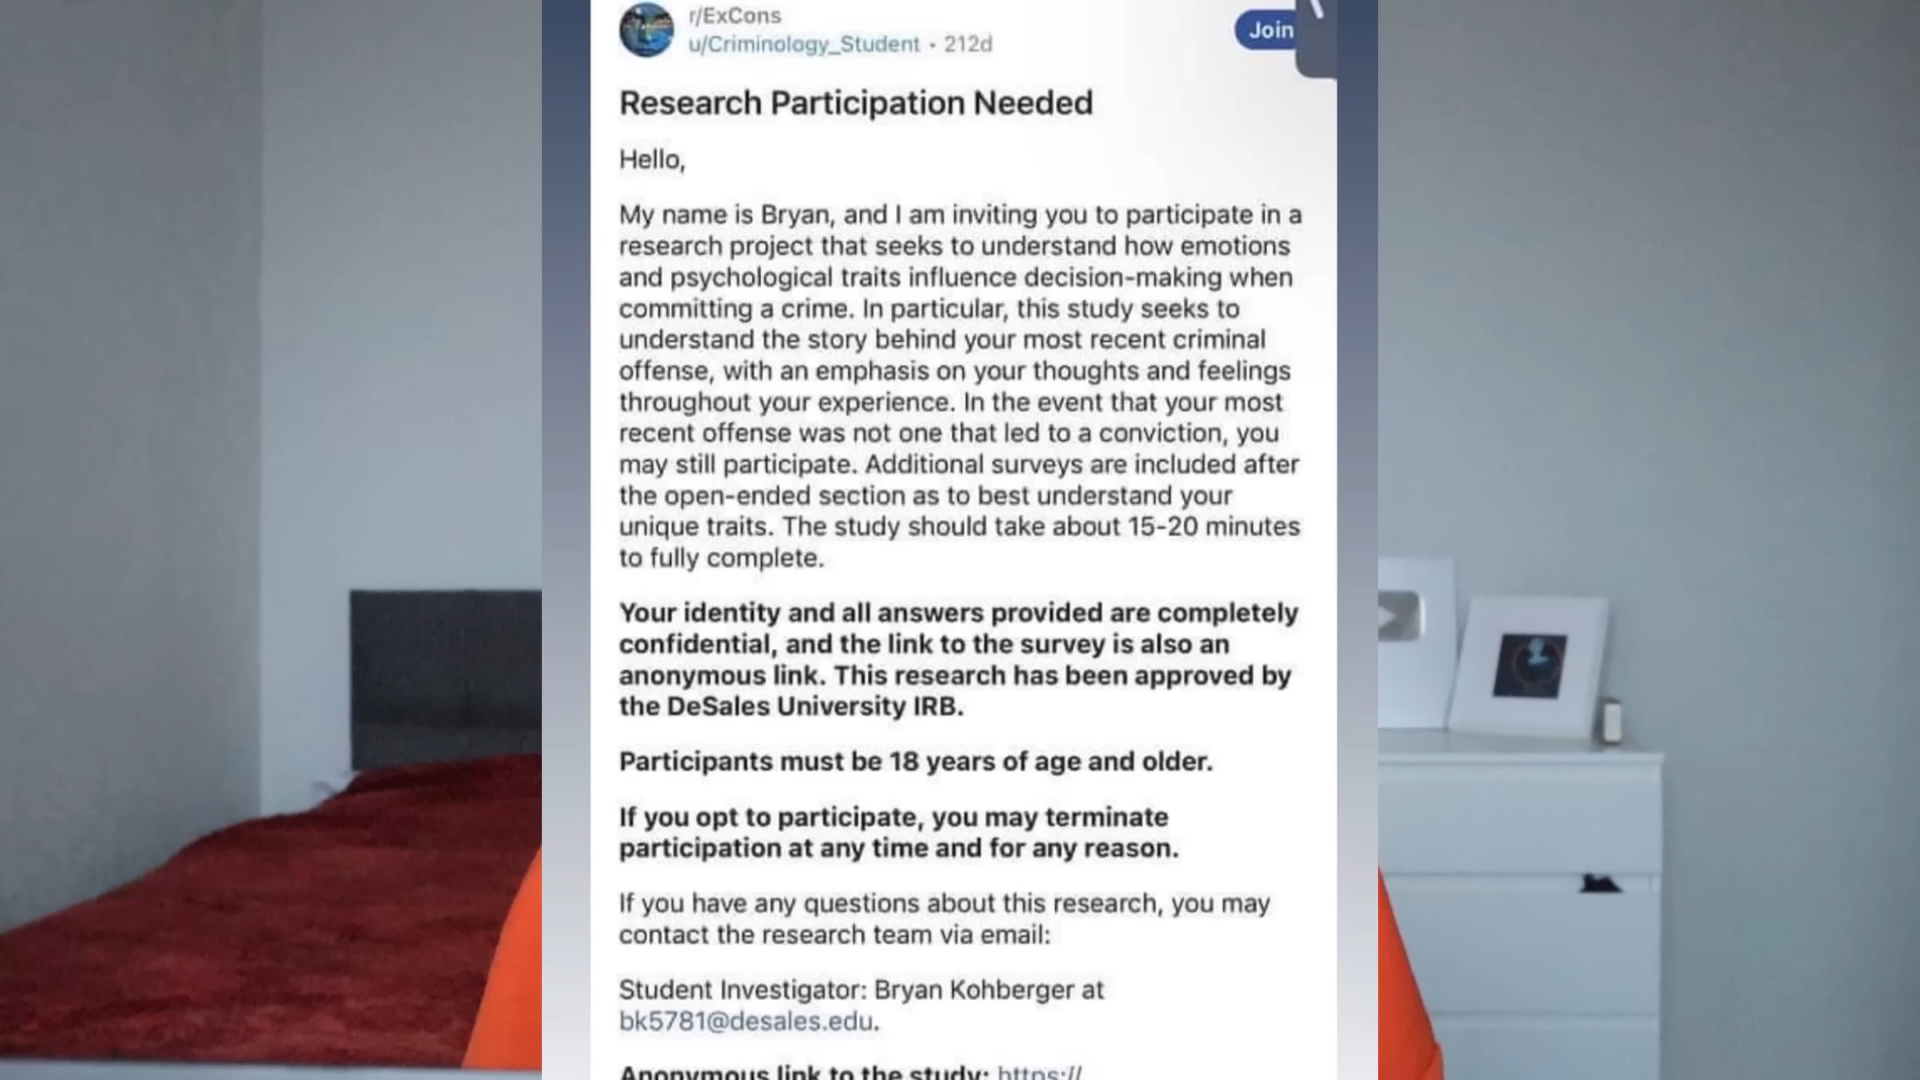 r/ExCons
u/Criminology_Student • 212d
Join
Research Participation Needed
Hello,
My name is Bryan, and I am inviting you to participate in a
research project that seeks to understand how emotions
and psychological traits influence decision-making when
committing a crime. In particular, this study seeks to
understand the story behind your most recent criminal
offense, with an emphasis on your thoughts and feelings
throughout your experience. In the event that your most
recent offense was not one that led to a conviction, you
may still participate. Additional surveys are included after
the open-ended section as to best understand your
unique traits. The study should take about 15-20 minutes
to fully complete.
Your identity and all answers provided are completely
confidential, and the link to the survey is also an
anonymous link. This research has been approved by
the DeSales University IRB.
Participants must be 18 years of age and older.
If you opt to participate, you may terminate
participation at any time and for any reason.
If you have any questions about this research, you may
contact the research team via email:
Student Investigator: Bryan Kohberger at
bk5781@desales.edu.
Anonymous link to the study: https://